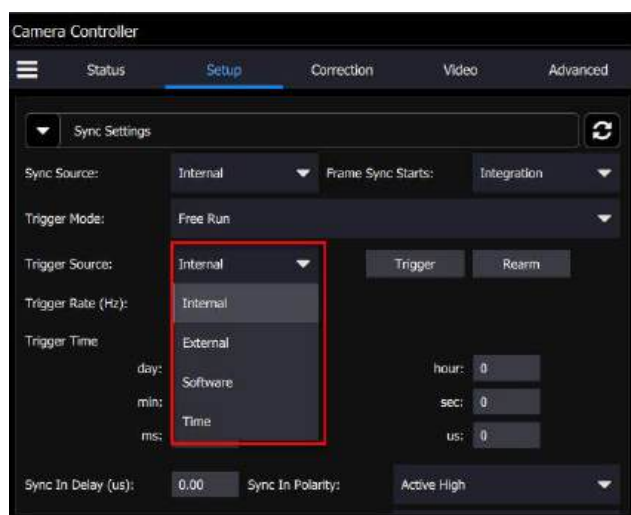 Camera Controller
Status Setup Correction Video Advanced
Sync Settings
Sync Source: Internal Frame Sync Starts: Integration
Trigger Mode: Free Run
Trigger Source: Internal Trigger Rearm
Trigger Rate (Hz): Internal
Trigger Time External
day: hour: 0
Software
min: sec: 0
Time
ms: us: 0
Sync In Delay (us): 0.00 Sync In Polarity: Active High